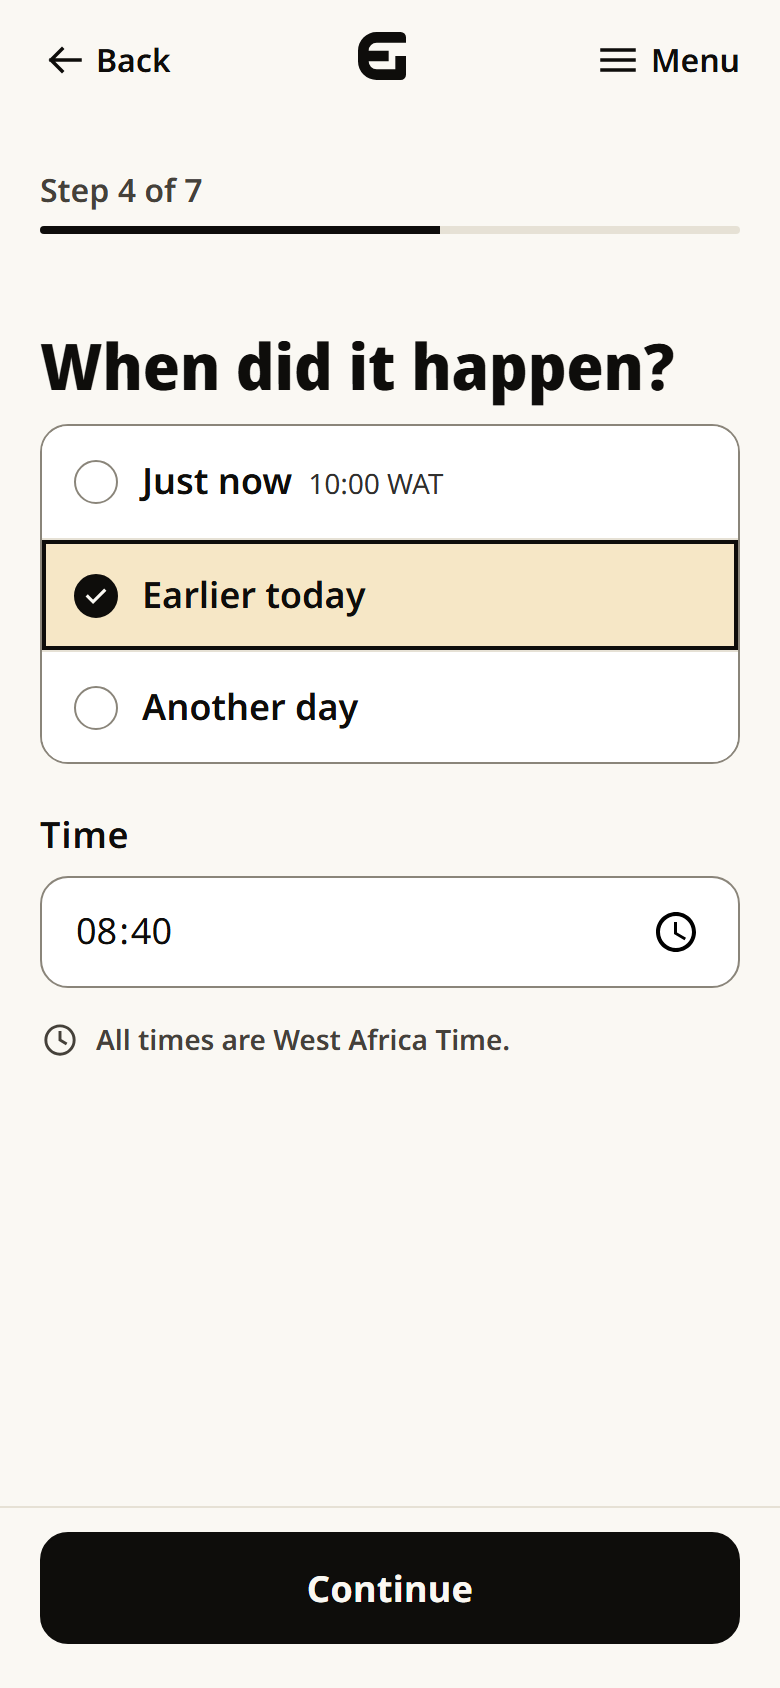 Back
Menu
Step 4 of 7
When did it happen?
Just now 10:00 WAT
Earlier today
Another day
Time
08:40
All times are West Africa Time.
Continue